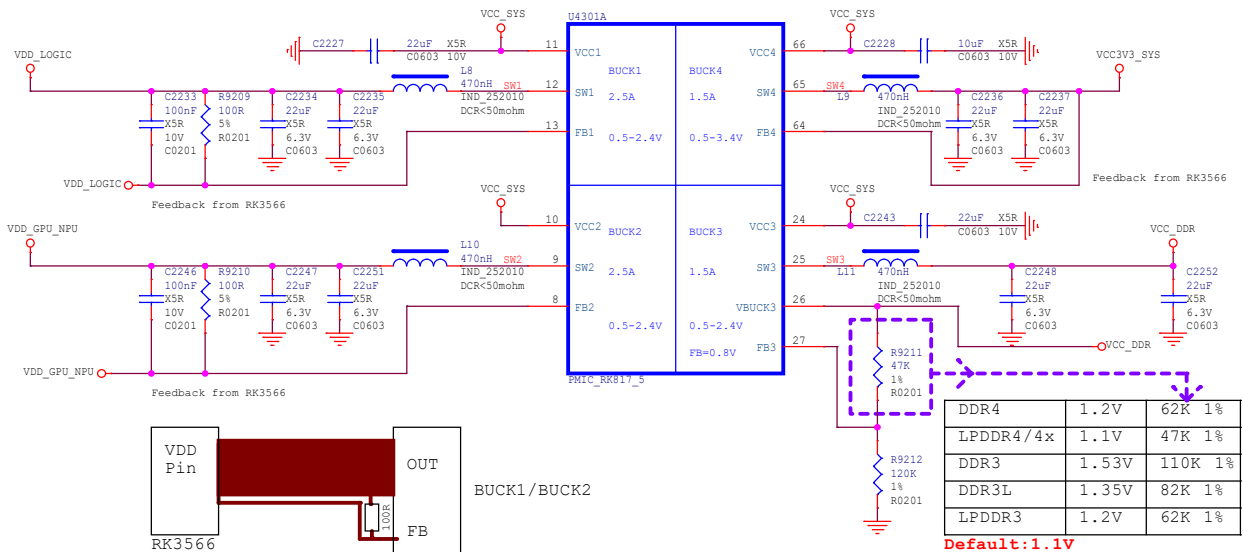 VCC_SYS
U4301A
VCC_SYS
C2227
22uF
X5R
C0603
10V
11
VCC1
VCC4
66
C2228
10uF
X5R
C0603
10V
VDD_LOGIC
VCC3V3_SYS
BUCK1
BUCK4
L8
470nH
SW1
12
SW1
SW4
65
SW4
L9
470nH
IND_252010
DCR<50mohm
2.5A
1.5A
IND_252010
DCR<50mohm
C2233
100nF
X5R
10V
C0201
R9209
100R
5%
R0201
C2234
22uF
X5R
6.3V
C0603
C2235
22uF
X5R
6.3V
C0603
13
FB1
FB4
64
0.5-2.4V
0.5-3.4V
C2236
22uF
X5R
6.3V
C0603
C2237
22uF
X5R
6.3V
C0603
VDD_LOGIC
Feedback from RK3566
Feedback from RK3566
VCC_SYS
VCC_SYS
10
VCC2
VCC3
24
C2243
22uF
X5R
C0603
10V
VDD_GPU_NPU
VCC_DDR
BUCK2
BUCK3
L10
470nH
SW2
9
SW2
SW3
25
SW3
L11
470nH
IND_252010
DCR<50mohm
2.5A
1.5A
IND_252010
DCR<50mohm
C2246
100nF
X5R
10V
C0201
R9210
100R
5%
R0201
C2247
22uF
X5R
6.3V
C0603
C2251
22uF
X5R
6.3V
C0603
8
FB2
VBUCK3
26
0.5-2.4V
0.5-2.4V
C2248
22uF
X5R
6.3V
C0603
C2252
22uF
X5R
6.3V
C0603
FB=0.8V
FB3
27
VCC_DDR
R9211
47K
1%
R0201
VDD_GPU_NPU
Feedback from RK3566
PMIC_RK817_5
R9212
120K
1%
R0201
DDR4 1.2V 62K 1%
LPDDR4/4x 1.1V 47K 1%
DDR3 1.53V 110K 1%
DDR3L 1.35V 82K 1%
LPDDR3 1.2V 62K 1%
Default:1.1V
VDD
Pin
OUT
BUCK1/BUCK2
100R
FB
RK3566